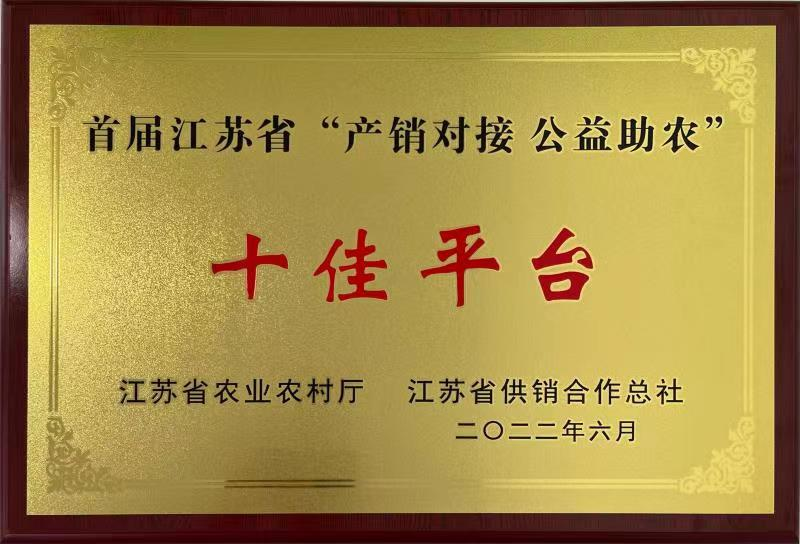 首届江苏省“产销对接 公益助农”
十佳平台
江苏省农业农村厅 江苏省供销合作总社
二〇二二年六月